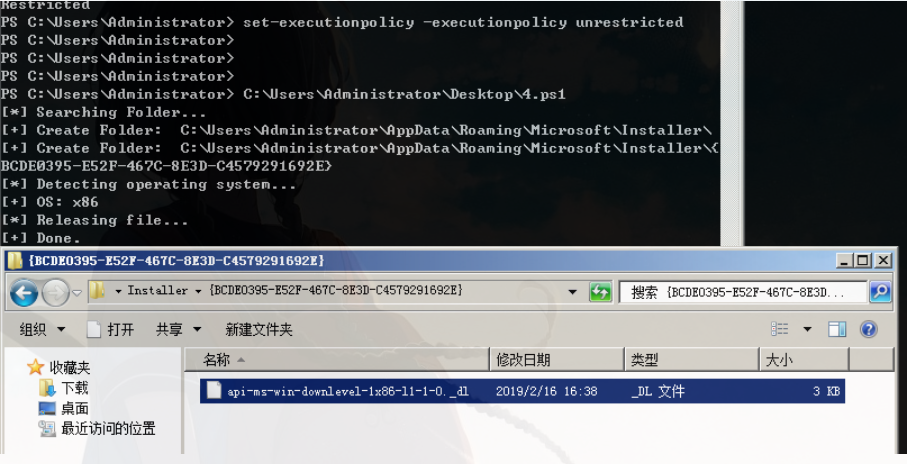 Restricted
PS C:\Users\Administrator> set-executionpolicy -executionpolicy unrestricted
PS C:\Users\Administrator>
PS C:\Users\Administrator>
PS C:\Users\Administrator>
PS C:\Users\Administrator> C:\Users\Administrator\Desktop\4.ps1
[*] Searching Folder...
[+] Create Folder:  C:\Users\Administrator\AppData\Roaming\Microsoft\Installer\
[+] Create Folder:  C:\Users\Administrator\AppData\Roaming\Microsoft\Installer\{
BCDE0395-E52F-467C-8E3D-C4579291692E}
[*] Detecting operating system...
[+] OS: x86
[*] Releasing file...
[+] Done.
{BCDE0395-E52F-467C-8E3D-C4579291692E}
Installer {BCDE0395-E52F-467C-8E3D-C4579291692E} 搜索 {BCDE0395-E52F-467C-8E3D...
组织 打开 共享 新建文件夹
收藏夹
下载
桌面
最近访问的位置
名称 修改日期 类型 大小
api-ms-win-downlevel-1x86-l1-1-0._dl 2019/2/16 16:38 _DL 文件 3 KB